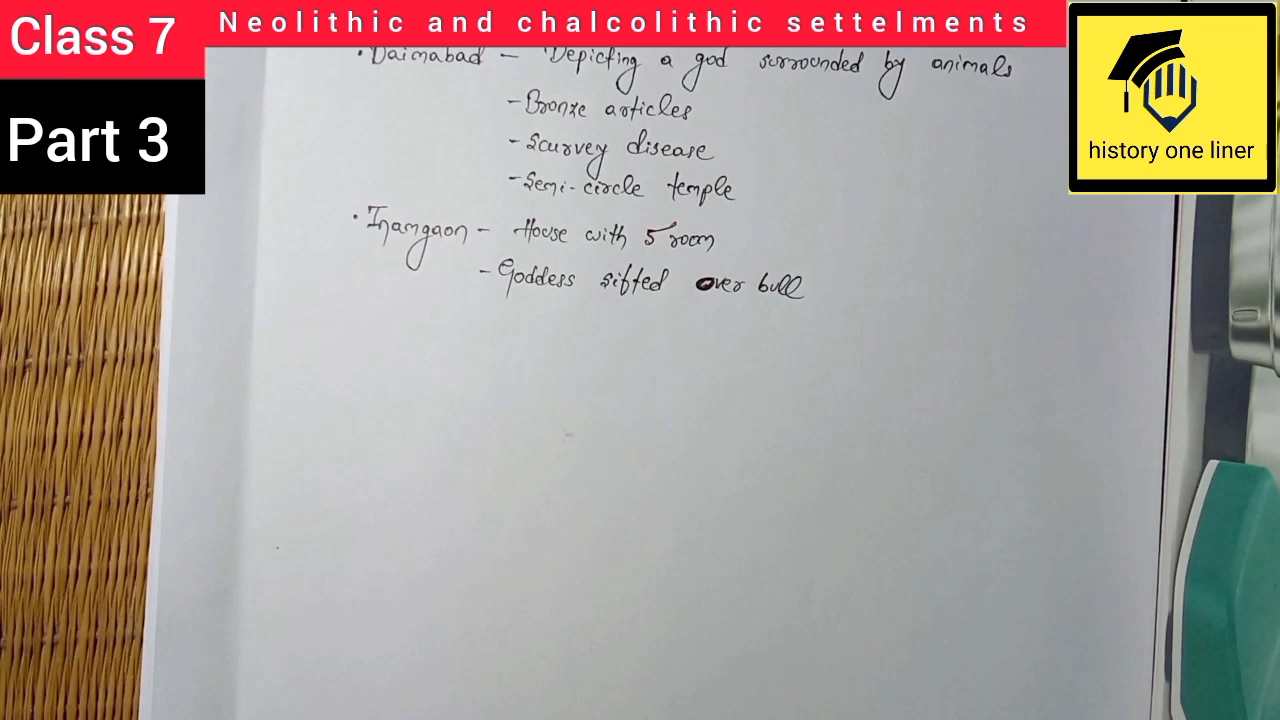 Class 7
Part 3
Neolithic and chalcolithic settelments
history one liner
• Daimabad - Depicting a god surrounded by animals
- Bronze articles
- Scurvey disease
- Semi-circle temple
• Inamgaon - House with 5 room
- Goddess sifted over bull